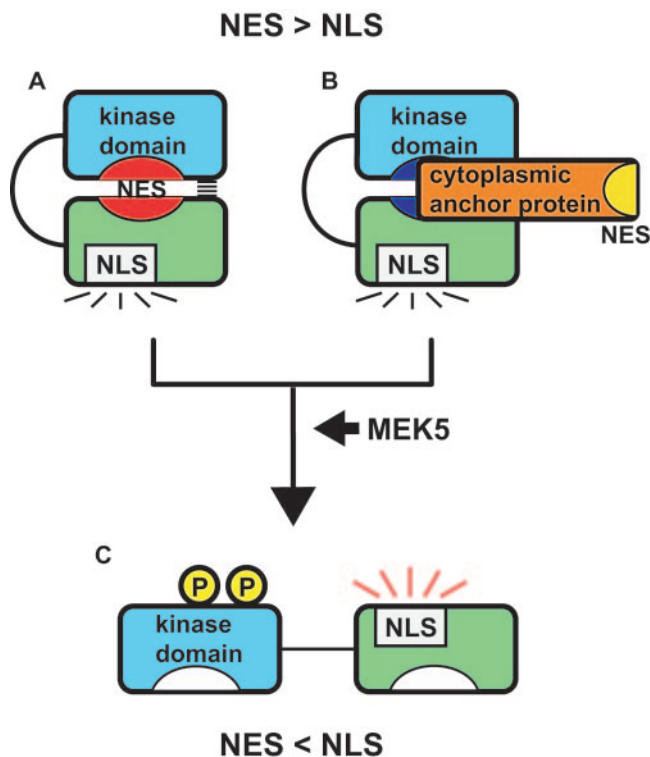 NES > NLS
A
B
kinase
domain
NES
NLS
kinase
domain
cytoplasmic
anchor protein
NES
NLS
MEK5
C
P P
kinase
domain
NLS
NES < NLS